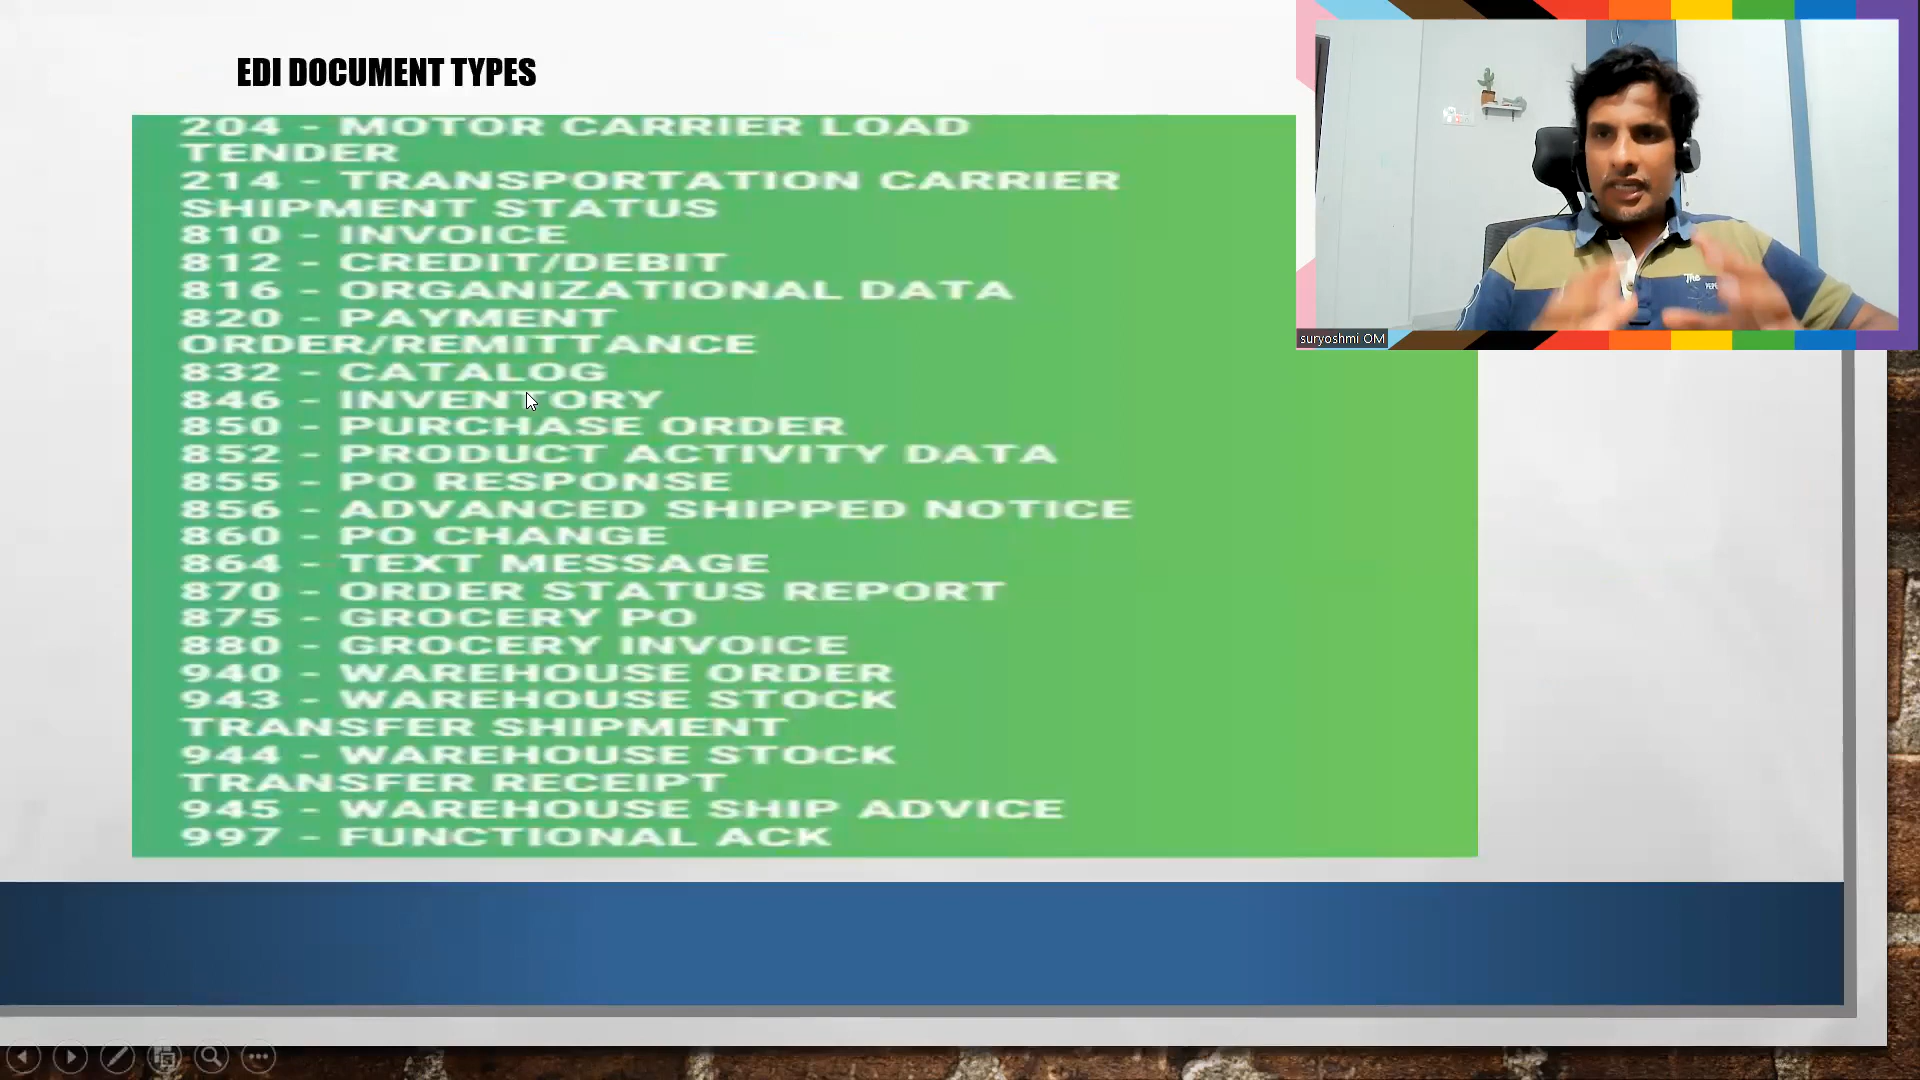 EDI DOCUMENT TYPES
204 - MOTOR CARRIER LOAD
TENDER
214 - TRANSPORTATION CARRIER
SHIPMENT STATUS
810 - INVOICE
812 - CREDIT/DEBIT
816 - ORGANIZATIONAL DATA
820 - PAYMENT
ORDER/REMITTANCE
832 - CATALOG
846 - INVENTORY
850 - PURCHASE ORDER
852 - PRODUCT ACTIVITY DATA
855 - PO RESPONSE
856 - ADVANCED SHIPPED NOTICE
860 - PO CHANGE
864 - TEXT MESSAGE
870 - ORDER STATUS REPORT
875 - GROCERY PO
880 - GROCERY INVOICE
940 - WAREHOUSE ORDER
943 - WAREHOUSE STOCK
TRANSFER SHIPMENT
944 - WAREHOUSE STOCK
TRANSFER RECEIPT
945 - WAREHOUSE SHIP ADVICE
997 - FUNCTIONAL ACK
The
suryoshmi OM